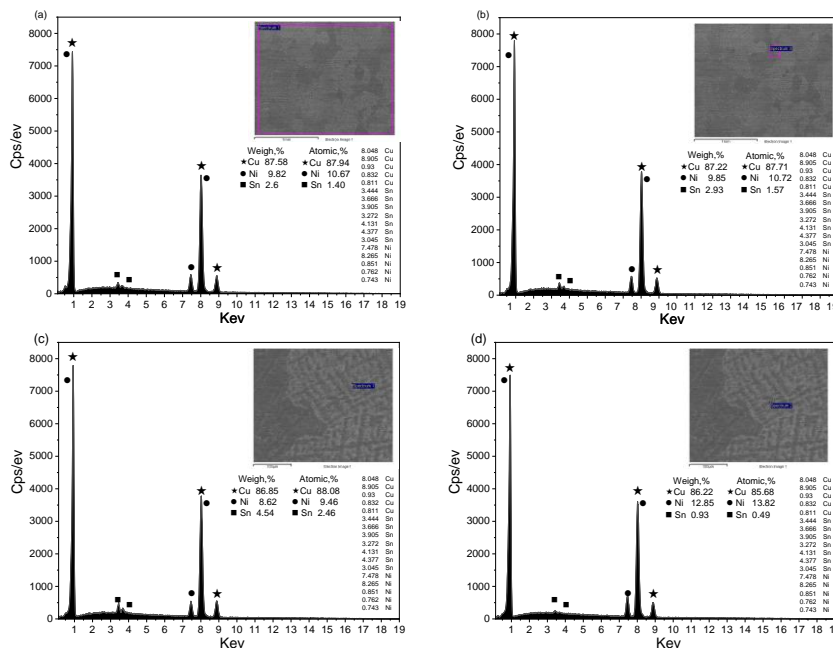 (a)
Cps/ev
8000
7000
6000
5000
4000
3000
2000
1000
0
Spectrum 1
Electron Image 1
Weigh,% Atomic,%
★Cu 87.58 ★Cu 87.94
● Ni 9.82 ● Ni 10.67
■ Sn 2.6 ■ Sn 1.40
8.048 Cu
8.905 Cu
0.93 Cu
0.832 Cu
0.811 Cu
3.444 Sn
3.666 Sn
3.905 Sn
3.272 Sn
4.131 Sn
4.377 Sn
3.045 Sn
7.478 Ni
8.265 Ni
0.851 Ni
0.762 Ni
0.743 Ni
1 2 3 4 5 6 7 8 9 10 11 12 13 14 15 16 17 18 19
Kev
(b)
Cps/ev
8000
7000
6000
5000
4000
3000
2000
1000
0
Electron Image 1
Weigh,% Atomic,%
★Cu 87.22 ★Cu 87.71
● Ni 9.85 ● Ni 10.72
■ Sn 2.93 ■ Sn 1.57
8.048 Cu
8.905 Cu
0.93 Cu
0.832 Cu
0.811 Cu
3.444 Sn
3.666 Sn
3.905 Sn
3.272 Sn
4.131 Sn
4.377 Sn
3.045 Sn
7.478 Ni
8.265 Ni
0.851 Ni
0.762 Ni
0.743 Ni
1 2 3 4 5 6 7 8 9 10 11 12 13 14 15 16 17 18 19
Kev
(c)
Cps/ev
8000
7000
6000
5000
4000
3000
2000
1000
0
Spectrum 1
Electron Image 1
Weigh,% Atomic,%
★Cu 86.85 ★Cu 88.08
● Ni 8.62 ● Ni 9.46
■ Sn 4.54 ■ Sn 2.46
8.048 Cu
8.905 Cu
0.93 Cu
0.832 Cu
0.811 Cu
3.444 Sn
3.666 Sn
3.905 Sn
3.272 Sn
4.131 Sn
4.377 Sn
3.045 Sn
7.478 Ni
8.265 Ni
0.851 Ni
0.762 Ni
0.743 Ni
1 2 3 4 5 6 7 8 9 10 11 12 13 14 15 16 17 18 19
Key
(d)
Cps/ev
8000
7000
6000
5000
4000
3000
2000
1000
0
Electron Image 1
Weigh,% Atomic,%
★Cu 86.22 ★Cu 85.68
● Ni 12.85 ● Ni 13.82
■ Sn 0.93 ■ Sn 0.49
8.048 Cu
8.905 Cu
0.93 Cu
0.832 Cu
0.811 Cu
3.444 Sn
3.666 Sn
3.905 Sn
3.272 Sn
4.131 Sn
4.377 Sn
3.045 Sn
7.478 Ni
8.265 Ni
0.851 Ni
0.762 Ni
0.743 Ni
1 2 3 4 5 6 7 8 9 10 11 12 13 14 15 16 17 18 19
Key